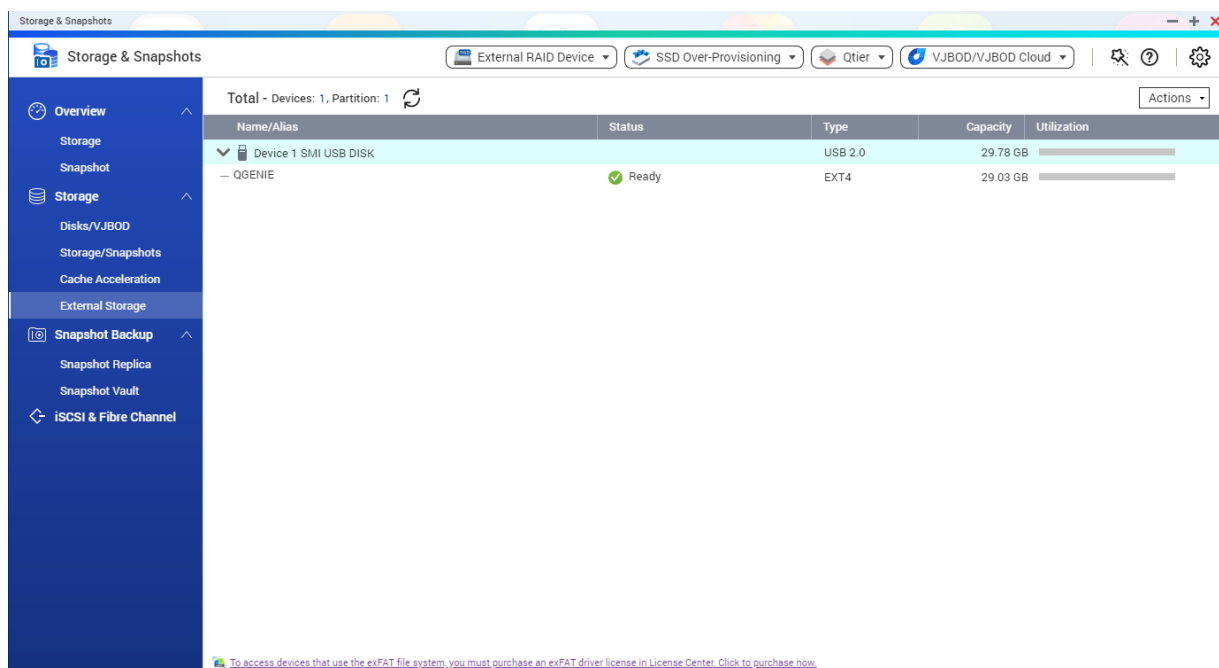 Storage & Snapshots
Storage & Snapshots
External RAID Device
SSD Over-Provisioning
Qtier
VJBOD/VJBOD Cloud
Overview
Storage
Snapshot
Storage
Disks/VJBOD
Storage/Snapshots
Cache Acceleration
External Storage
Snapshot Backup
Snapshot Replica
Snapshot Vault
iSCSI & Fibre Channel
Total - Devices: 1, Partition: 1
Actions
Name/Alias Status Type Capacity Utilization
Device 1 SMI USB DISK USB 2.0 29.78 GB
QGENIE Ready EXT4 29.03 GB
To access devices that use the exFAT file system, you must purchase an exFAT driver license in License Center. Click to purchase now.